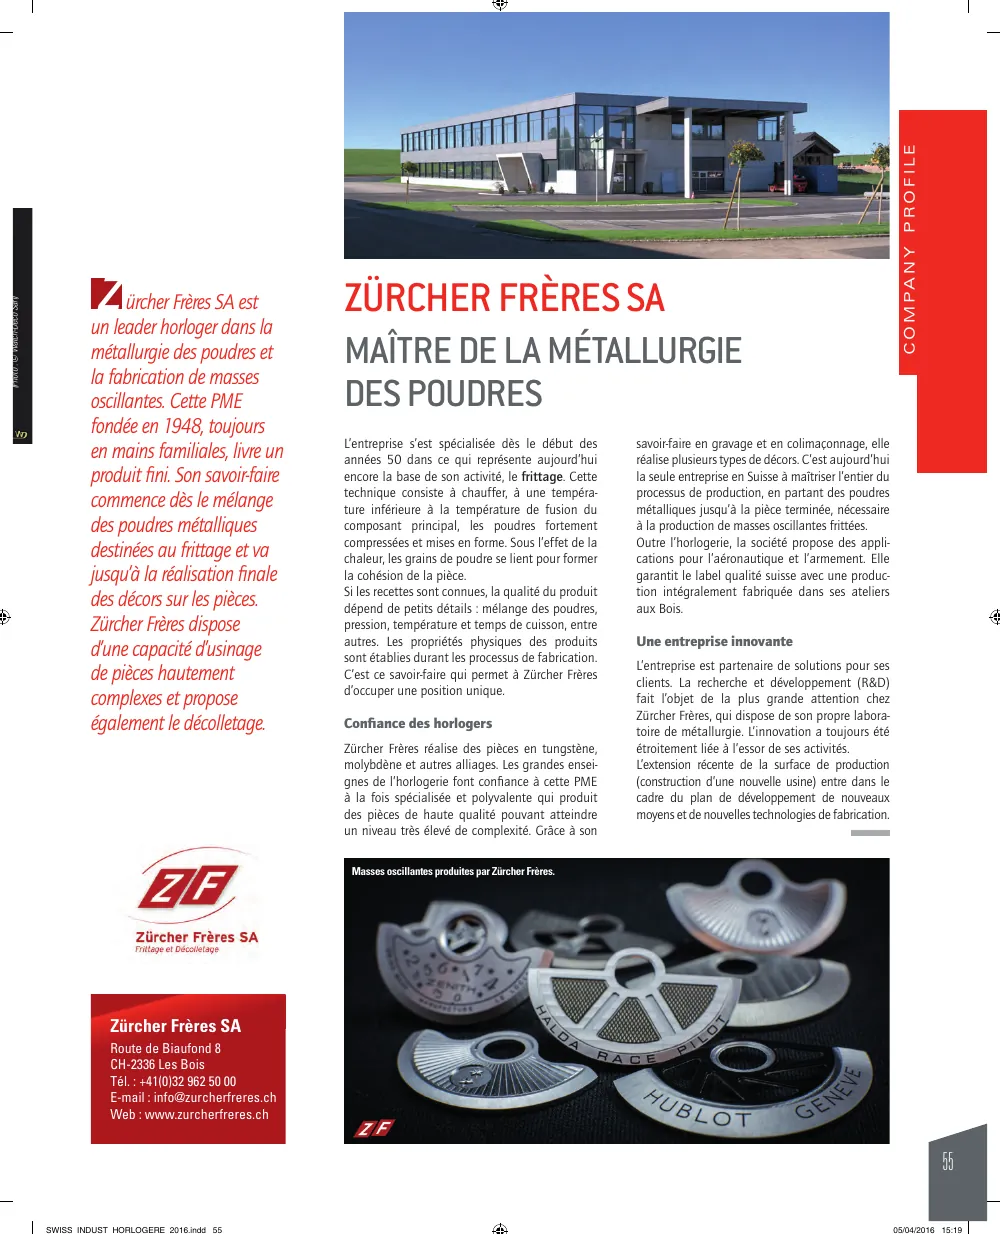 COMPANY PROFILE
Zürcher Frères SA est
un leader horloger dans la
métallurgie des poudres et
la fabrication de masses
oscillantes. Cette PME
fondée en 1948, toujours
en mains familiales, livre un
produit fini. Son savoir-faire
commence dès le mélange
des poudres métalliques
destinées au frittage et va
jusqu'à la réalisation finale
des décors sur les pièces.
Zürcher Frères dispose
d'une capacité d'usinage
de pièces hautement
complexes et propose
également le décolletage.
ZF
Zürcher Frères SA
Frittage et Décolletage
Zürcher Frères SA
Route de Biaufond 8
CH-2336 Les Bois
Tél. : +41(0)32 962 50 00
E-mail : info@zurcherfreres.ch
Web : www.zurcherfreres.ch
ZÜRCHER FRÈRES SA
MAÎTRE DE LA MÉTALLURGIE
DES POUDRES
L'entreprise s'est spécialisée dès le début des
années 50 dans ce qui représente aujourd'hui
encore la base de son activité, le frittage. Cette
technique consiste à chauffer, à une tempéra-
ture inférieure à la température de fusion du
composant principal, les poudres fortement
compressées et mises en forme. Sous l'effet de la
chaleur, les grains de poudre se lient pour former
la cohésion de la pièce.
Si les recettes sont connues, la qualité du produit
dépend de petits détails : mélange des poudres,
pression, température et temps de cuisson, entre
autres. Les propriétés physiques des produits
sont établies durant les processus de fabrication.
C'est ce savoir-faire qui permet à Zürcher Frères
d'occuper une position unique.
Confiance des horlogers
Zürcher Frères réalise des pièces en tungstène,
molybdène et autres alliages. Les grandes ensei-
gnes de l'horlogerie font confiance à cette PME
à la fois spécialisée et polyvalente qui produit
des pièces de haute qualité pouvant atteindre
un niveau très élevé de complexité. Grâce à son
savoir-faire en gravage et en colimaçonnage, elle
réalise plusieurs types de décors. C'est aujourd'hui
la seule entreprise en Suisse à maîtriser l'entier du
processus de production, en partant des poudres
métalliques jusqu'à la pièce terminée, nécessaire
à la production de masses oscillantes frittées.
Outre l'horlogerie, la société propose des appli-
cations pour l'aéronautique et l'armement. Elle
garantit le label qualité suisse avec une produc-
tion intégralement fabriquée dans ses ateliers
aux Bois.
Une entreprise innovante
L'entreprise est partenaire de solutions pour ses
clients. La recherche et développement (R&D)
fait l'objet de la plus grande attention chez
Zürcher Frères, qui dispose de son propre labora-
toire de métallurgie. L'innovation a toujours été
étroitement liée à l'essor de ses activités.
L'extension récente de la surface de production
(construction d'une nouvelle usine) entre dans le
cadre du plan de développement de nouveaux
moyens et de nouvelles technologies de fabrication.
Masses oscillantes produites par Zürcher Frères.
ZENITH
HALDA RACE PILOT
HUBLOT GENEVE
ZF
55
SWISS INDUST HORLOGERE 2016.indd 55
05/04/2016 15:19